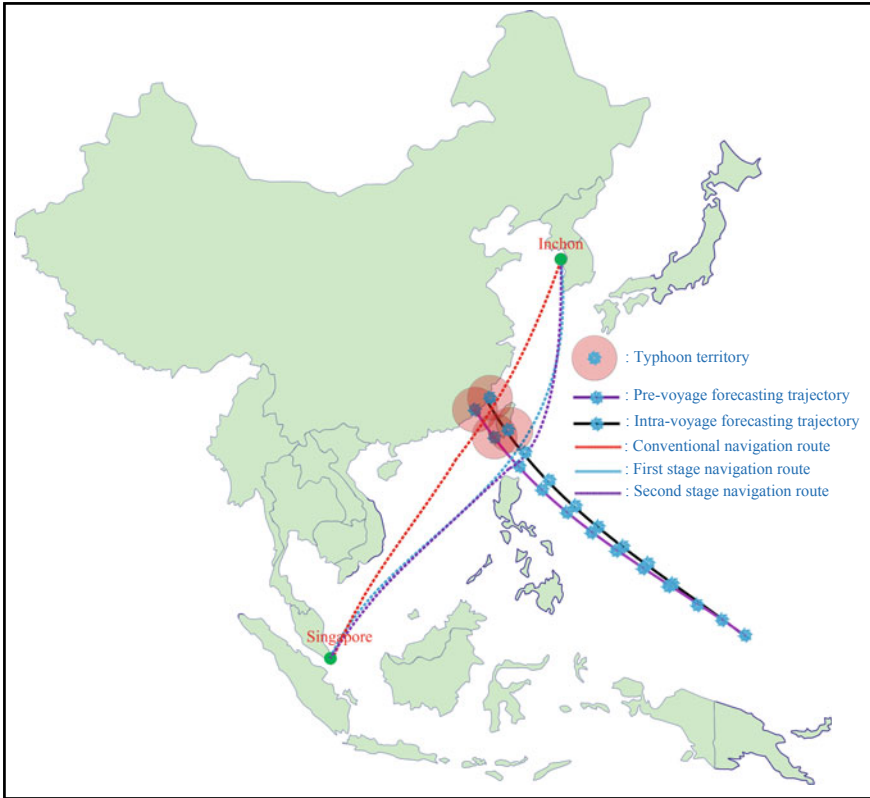 Inchon
: Typhoon territory
: Pre-voyage forecasting trajectory
: Intra-voyage forecasting trajectory
: Conventional navigation route
: First stage navigation route
: Second stage navigation route
Singapore